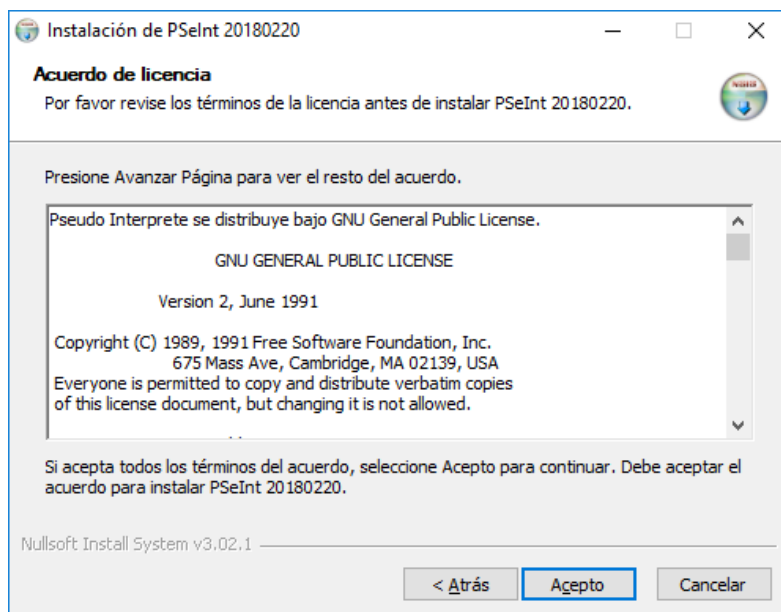 Instalación de PSeInt 20180220
Acuerdo de licencia
Por favor revise los términos de la licencia antes de instalar PSeInt 20180220.
Presione Avanzar Página para ver el resto del acuerdo.
Pseudo Interprete se distribuye bajo GNU General Public License.
GNU GENERAL PUBLIC LICENSE
Version 2, June 1991
Copyright (C) 1989, 1991 Free Software Foundation, Inc.
675 Mass Ave, Cambridge, MA 02139, USA
Everyone is permitted to copy and distribute verbatim copies
of this license document, but changing it is not allowed.
Si acepta todos los términos del acuerdo, seleccione Acepto para continuar. Debe aceptar el
acuerdo para instalar PSeInt 20180220.
Nullsoft Install System v3.02.1
< Atrás
Acepto
Cancelar